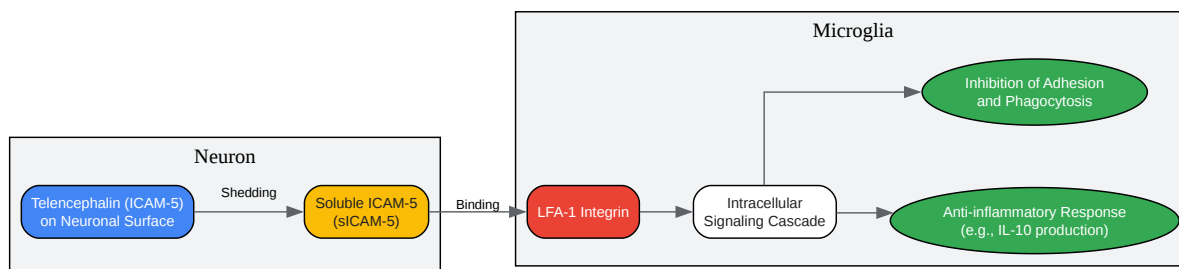 Microglia
Inhibition of Adhesion
and Phagocytosis
Neuron
Telencephalin (ICAM-5)
on Neuronal Surface
Shedding
Soluble ICAM-5
(sICAM-5)
Binding
LFA-1 Integrin
Intracellular
Signaling Cascade
Anti-inflammatory Response
(e.g., IL-10 production)